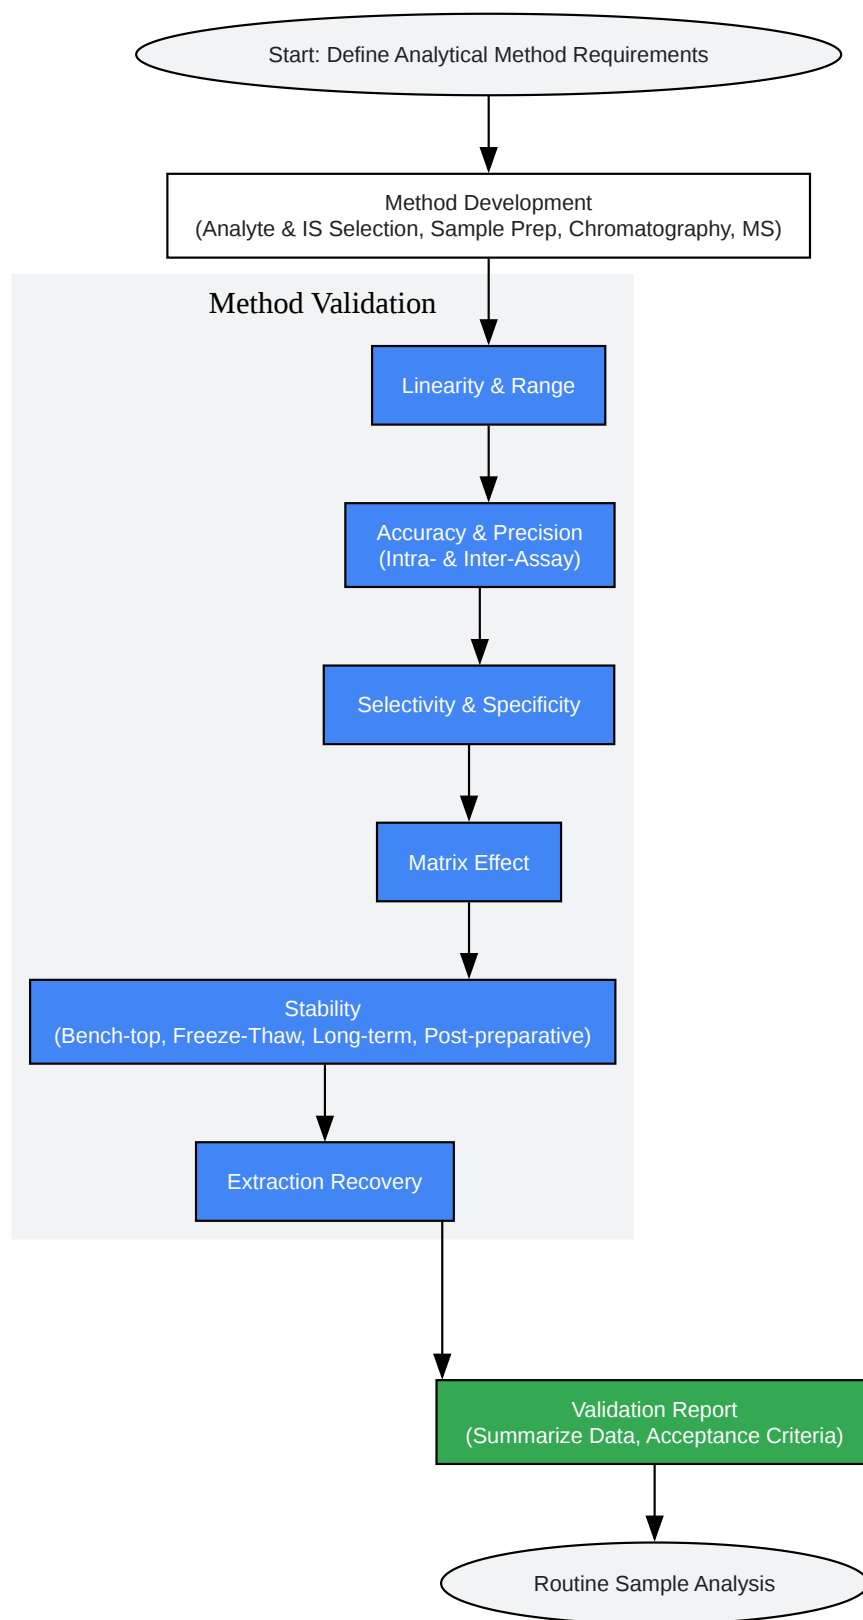 Start: Define Analytical Method Requirements
Method Development
(Analyte & IS Selection, Sample Prep, Chromatography, MS)
Method Validation
Linearity & Range
Accuracy & Precision
(Intra- & Inter-Assay)
Selectivity & Specificity
Matrix Effect
Stability
(Bench-top, Freeze-Thaw, Long-term, Post-preparative)
Extraction Recovery
Validation Report
(Summarize Data, Acceptance Criteria)
Routine Sample Analysis